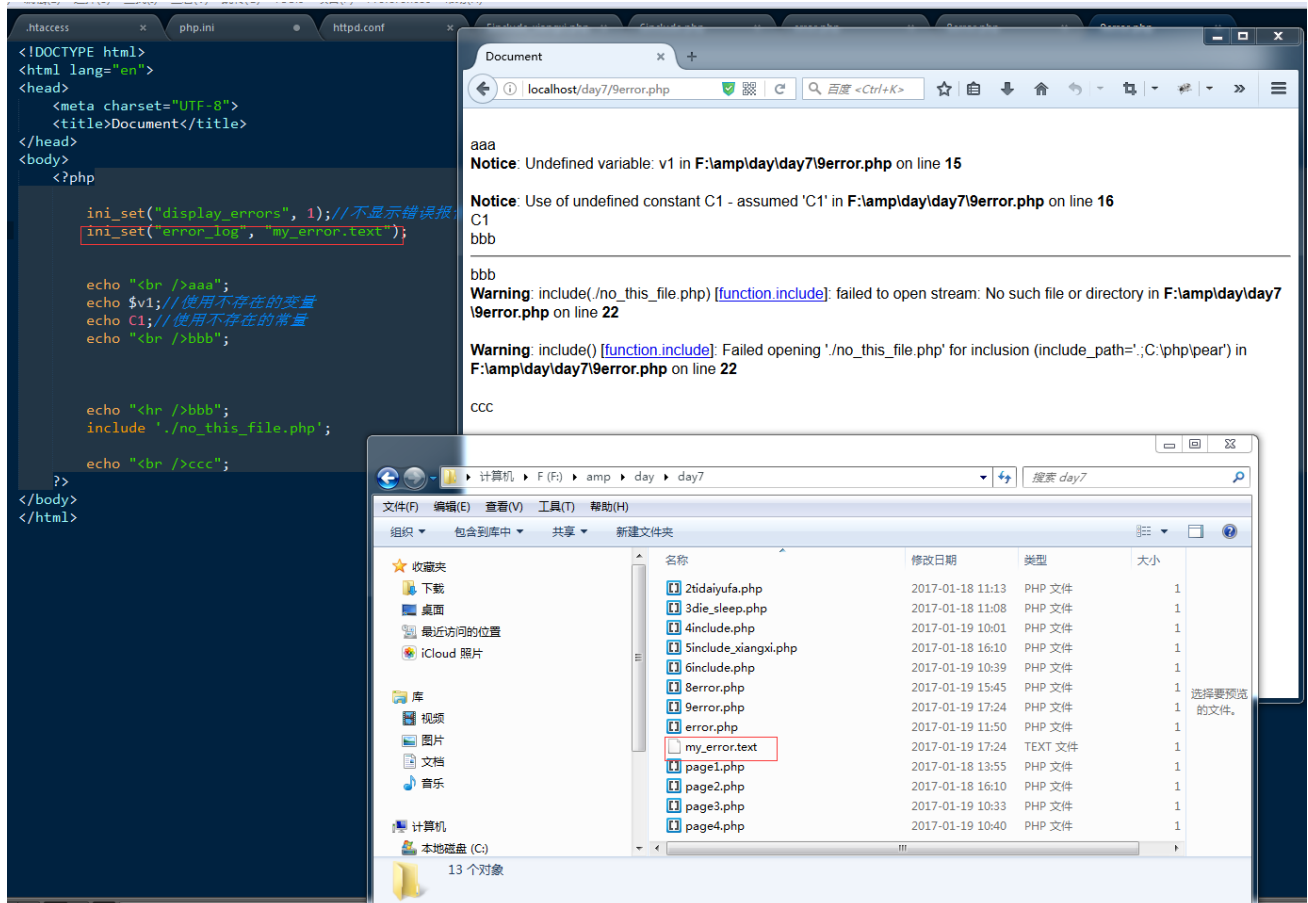 .htaccess × php.ini ● httpd.conf ×
<!DOCTYPE html>
<html lang="en">
<head>
<meta charset="UTF-8">
<title>Document</title>
</head>
<body>
<?php
ini_set("display_errors", 1);//不显示错误报
ini_set("error_log", "my_error.text");
echo "<br />aaa";
echo $v1;//使用不存在的变量
echo C1;//使用不存在的常量
echo "<br />bbb";
echo "<hr />bbb";
include './no_this_file.php';
echo "<br />ccc";
?>
</body>
</html>
Document × +
localhost/day7/9error.php
百度 <Ctrl+K>
aaa
Notice: Undefined variable: v1 in F:\amp\day\day7\9error.php on line 15
Notice: Use of undefined constant C1 - assumed 'C1' in F:\amp\day\day7\9error.php on line 16
C1
bbb
bbb
Warning: include(./no_this_file.php) [function.include]: failed to open stream: No such file or directory in F:\amp\day\day7
\9error.php on line 22
Warning: include() [function.include]: Failed opening './no_this_file.php' for inclusion (include_path='.;C:\php\pear') in
F:\amp\day\day7\9error.php on line 22
ccc
计算机 F (F:) amp day day7
搜索 day7
文件(F) 编辑(E) 查看(V) 工具(T) 帮助(H)
组织 包含到库中 共享 新建文件夹
收藏夹
下载
桌面
最近访问的位置
iCloud 照片
库
视频
图片
文档
音乐
计算机
本地磁盘 (C:)
名称 修改日期 类型 大小
2tidaiyufa.php 2017-01-18 11:13 PHP 文件 1
3die_sleep.php 2017-01-18 11:08 PHP 文件 1
4include.php 2017-01-19 10:01 PHP 文件 1
5include_xiangxi.php 2017-01-18 16:10 PHP 文件 1
6include.php 2017-01-19 10:39 PHP 文件 1
8error.php 2017-01-19 15:45 PHP 文件 1
9error.php 2017-01-19 17:24 PHP 文件 1
error.php 2017-01-19 11:50 PHP 文件 1
my_error.text 2017-01-19 17:24 TEXT 文件 1
page1.php 2017-01-18 13:55 PHP 文件 1
page2.php 2017-01-18 16:10 PHP 文件 1
page3.php 2017-01-19 10:33 PHP 文件 1
page4.php 2017-01-19 10:40 PHP 文件 1
选择要预览
的文件。
13 个对象